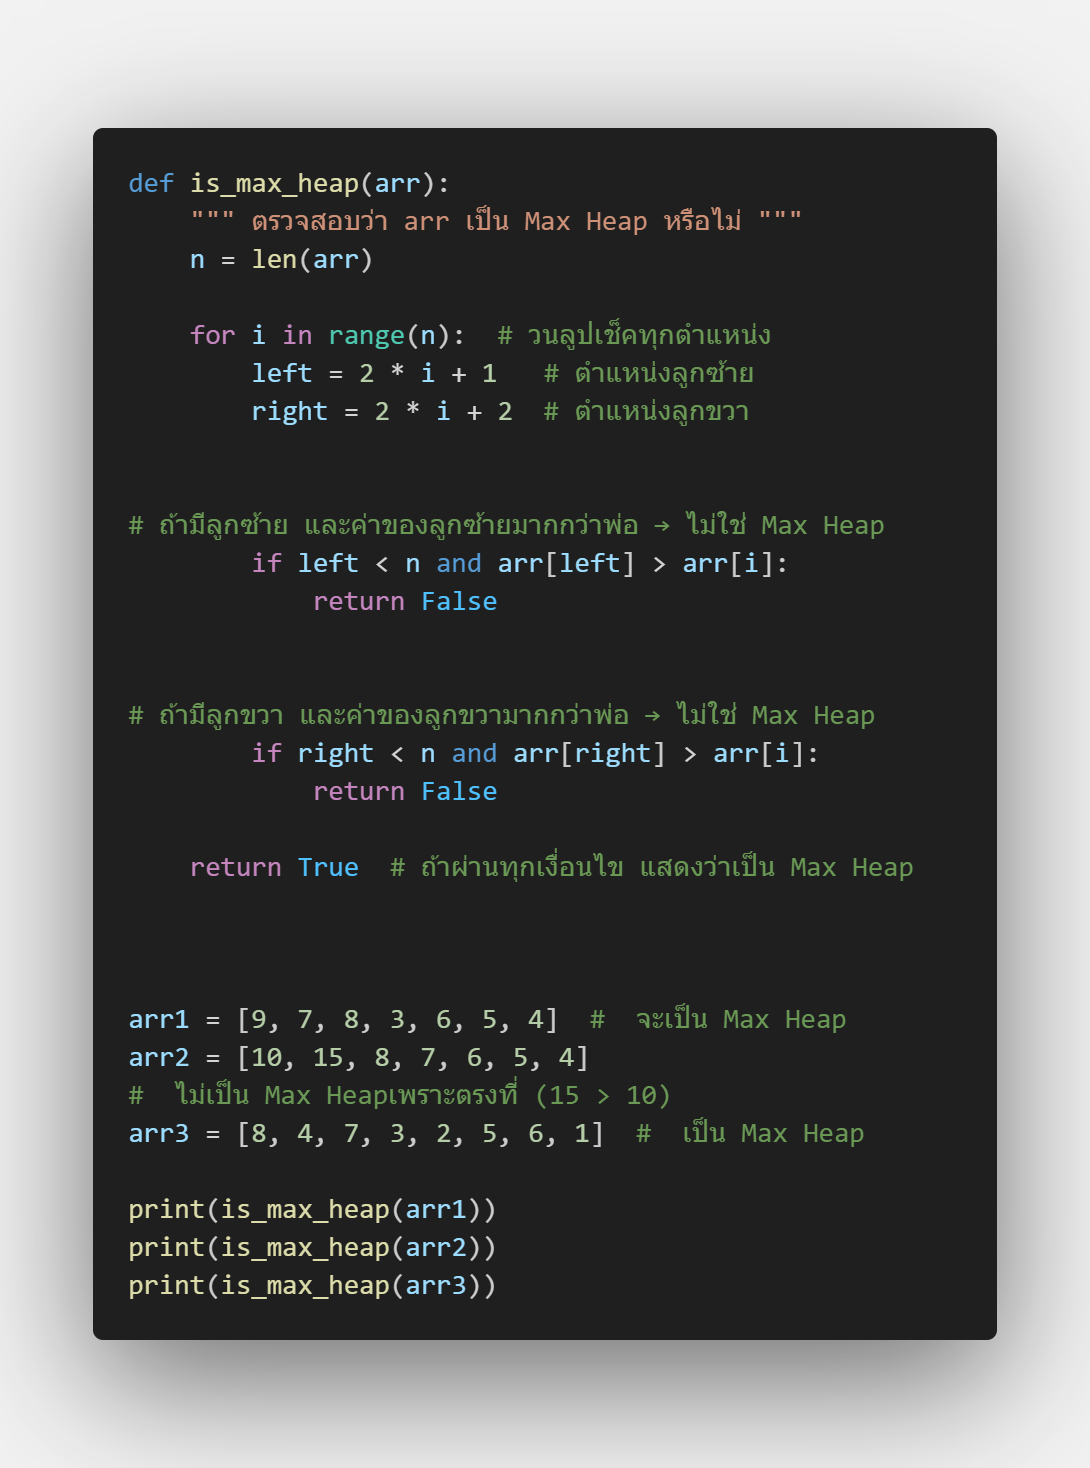 def is_max_heap(arr):
    """ ตรวจสอบว่า arr เป็น Max Heap หรือไม่ """
    n = len(arr)
    for i in range(n):  # วนลูปเช็คทุกตำแหน่ง
        left = 2 * i + 1   # ตำแหน่งลูกซ้าย
        right = 2 * i + 2  # ตำแหน่งลูกขวา
# ถ้ามีลูกซ้าย และค่าของลูกซ้ายมากกว่าพ่อ → ไม่ใช่ Max Heap
        if left < n and arr[left] > arr[i]:
            return False
# ถ้ามีลูกขวา และค่าของลูกขวามากกว่าพ่อ → ไม่ใช่ Max Heap
        if right < n and arr[right] > arr[i]:
            return False
    return True  # ถ้าผ่านทุกเงื่อนไข แสดงว่าเป็น Max Heap
arr1 = [9, 7, 8, 3, 6, 5, 4]  #  จะเป็น Max Heap
arr2 = [10, 15, 8, 7, 6, 5, 4]
#  ไม่เป็น Max Heapเพราะตรงที่ (15 > 10)
arr3 = [8, 4, 7, 3, 2, 5, 6, 1]  #  เป็น Max Heap
print(is_max_heap(arr1))
print(is_max_heap(arr2))
print(is_max_heap(arr3))